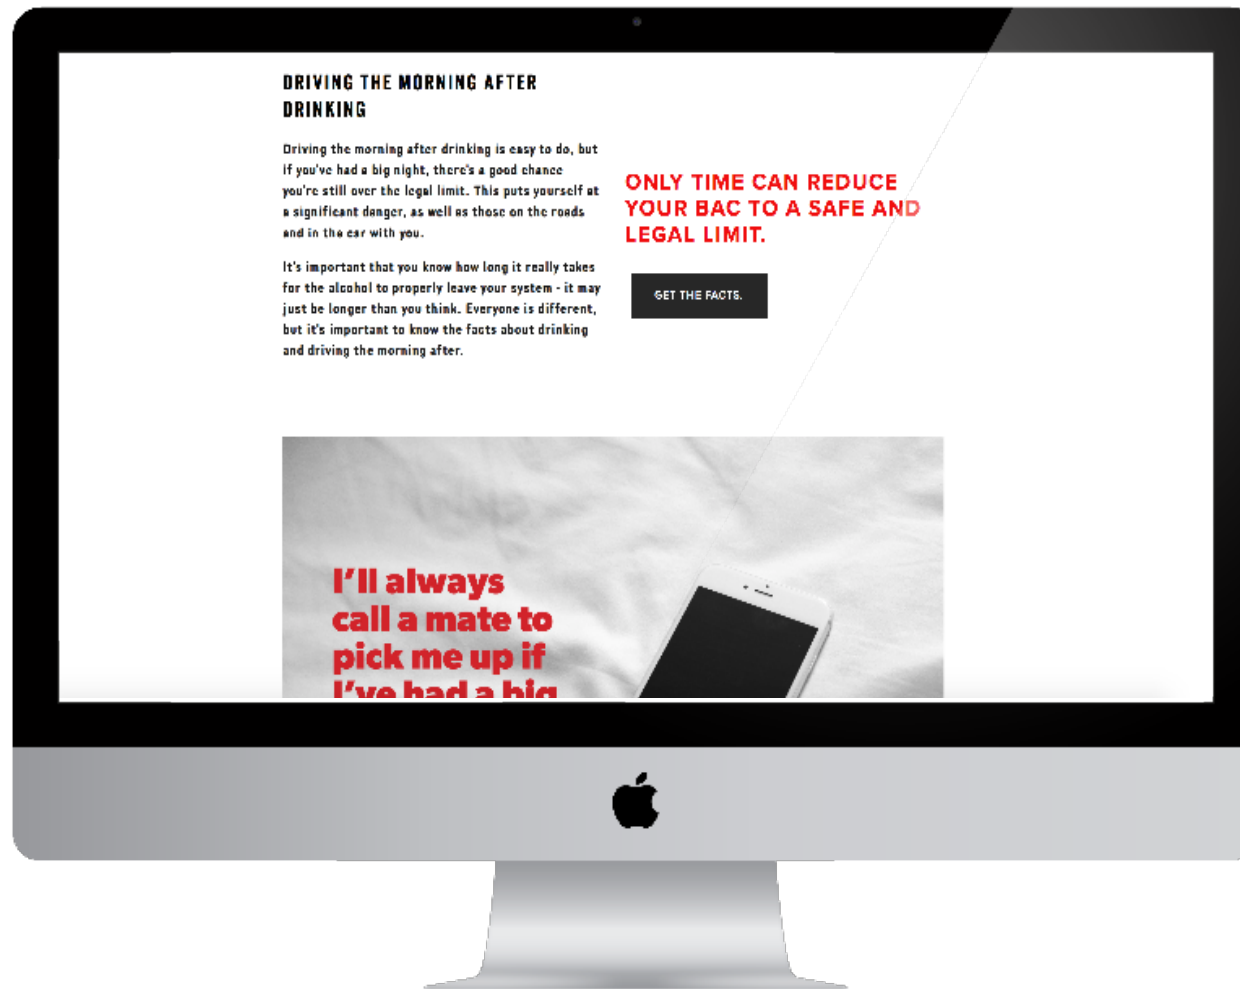 DRIVING THE MORNING AFTER
DRINKING
Driving the morning after drinking is easy to do, but
if you've had a big night, there's a good chance
you're still over the legal limit. This puts yourself at
a significant danger, as well as those on the roads
and in the car with you.
It's important that you know how long it really takes
for the alcohol to properly leave your system - it may
just be longer than you think. Everyone is different,
but it's important to know the facts about drinking
and driving the morning after.
ONLY TIME CAN REDUCE
YOUR BAC TO A SAFE AND
LEGAL LIMIT.
GET THE FACTS.
I'll always
call a mate to
pick me up if
I've had a big